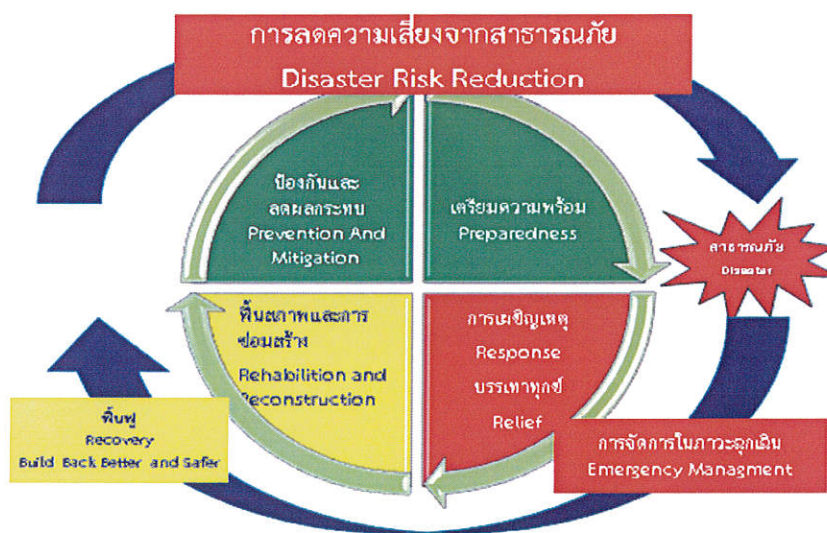 การลดความเสี่ยงจากสาธารณภัย
Disaster Risk Reduction
ป้องกันและ
ลดผลกระทบ
Prevention And
Mitigation
เตรียมความพร้อม
Preparedness
สาธารณภัย
Disaster
ฟื้นสภาพและการ
ซ่อมสร้าง
Rehabilition and
Reconstruction
การเผชิญเหตุ
Response
บรรเทาทุกข์
Relief
ฟื้นฟู
Recovery
Build Back Better and Safer
การจัดการในภาวะฉุกเฉิน
Emergency Managment